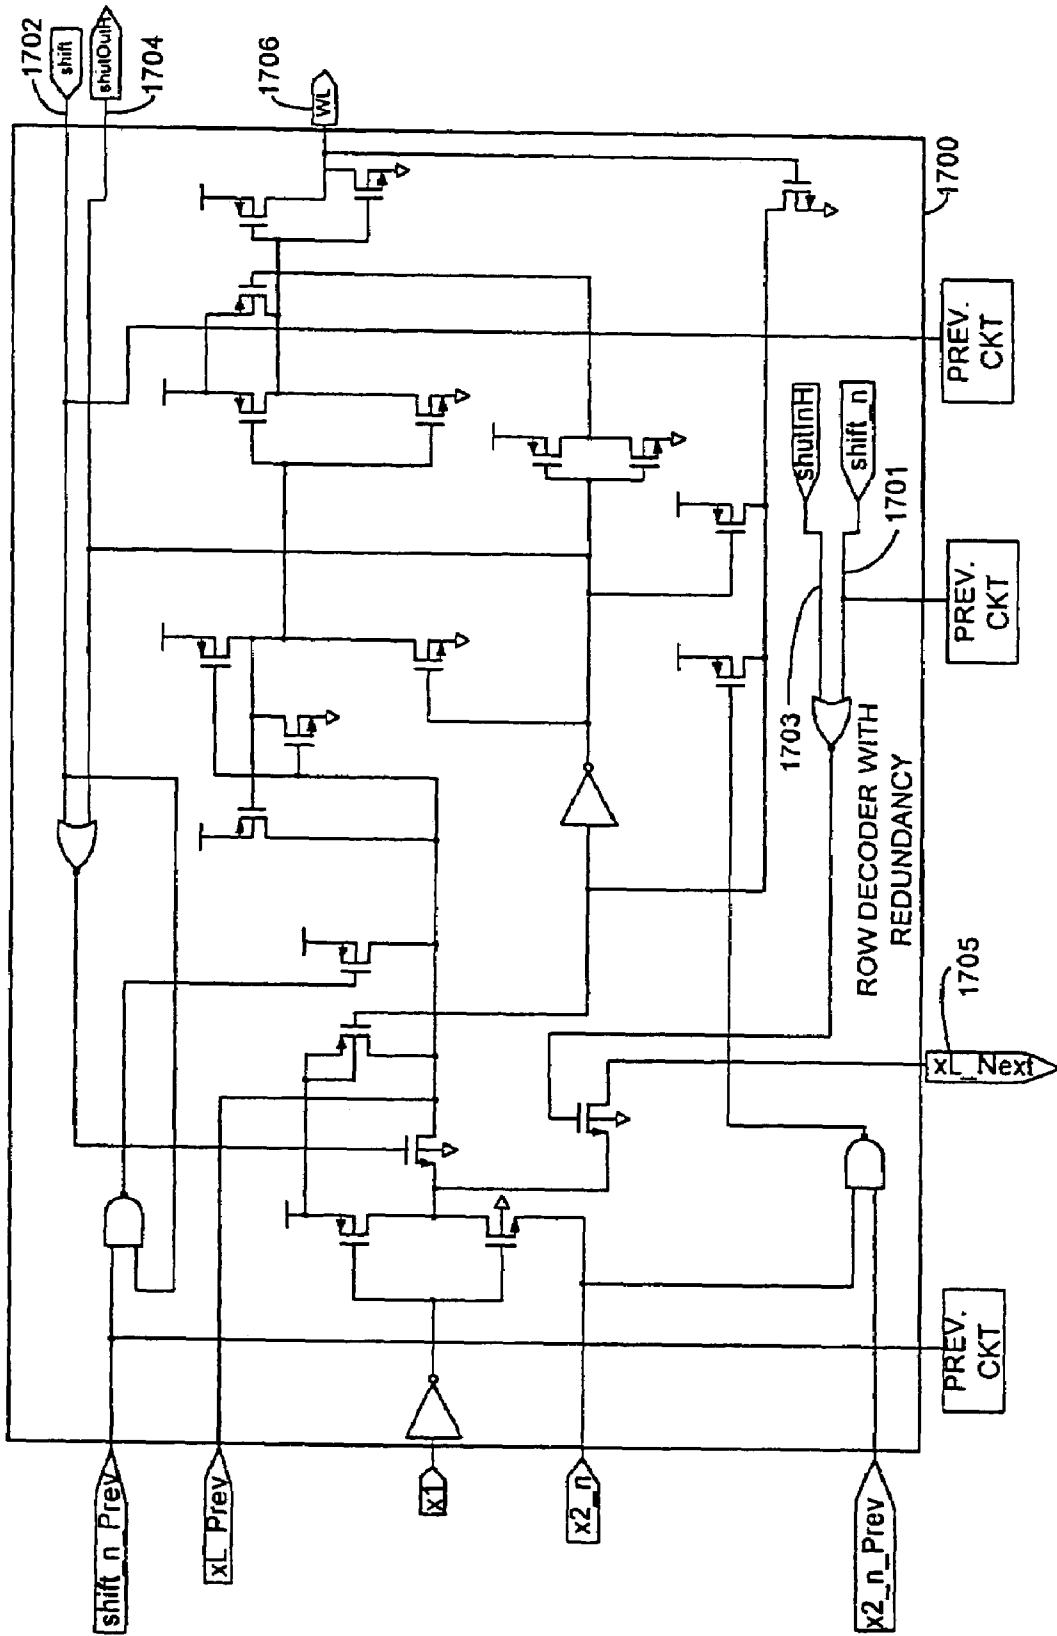 1702
shift
shutOutH
1704
1706
WL
1700
PREV.
CKT
shutInH
shift_n
1701
PREV.
CKT
1703
ROW DECODER WITH
REDUNDANCY
1705
xL_Next
PREV.
CKT
shift_n_Prev
xL_Prev
x1
x2_n
x2_n_Prev